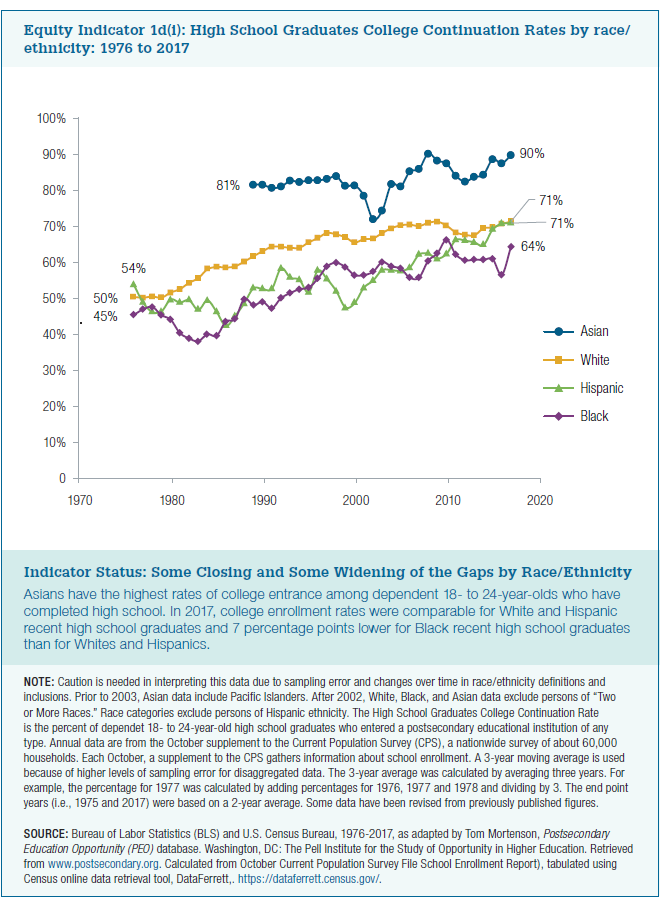 Equity Indicator 1d(i): High School Graduates College Continuation Rates by race/
ethnicity: 1976 to 2017
100%
90%
80%
70%
60%
50%
40%
30%
20%
10%
0
81%
54%
50%
45%
90%
71%
71%
64%
Asian
White
Hispanic
Black
1970
1980
1990
2000
2010
2020
Indicator Status: Some Closing and Some Widening of the Gaps by Race/Ethnicity
Asians have the highest rates of college entrance among dependent 18- to 24-year-olds who have
completed high school. In 2017, college enrollment rates were comparable for White and Hispanic
recent high school graduates and 7 percentage points lower for Black recent high school graduates
than for Whites and Hispanics.
NOTE: Caution is needed in interpreting this data due to sampling error and changes over time in race/ethnicity definitions and
inclusions. Prior to 2003, Asian data include Pacific Islanders. After 2002, White, Black, and Asian data exclude persons of “Two
or More Races.” Race categories exclude persons of Hispanic ethnicity. The High School Graduates College Continuation Rate
is the percent of dependet 18- to 24-year-old high school graduates who entered a postsecondary educational institution of any
type. Annual data are from the October supplement to the Current Population Survey (CPS), a nationwide survey of about 60,000
households. Each October, a supplement to the CPS gathers information about school enrollment. A 3-year moving average is used
because of higher levels of sampling error for disaggregated data. The 3-year average was calculated by averaging three years. For
example, the percentage for 1977 was calculated by adding percentages for 1976, 1977 and 1978 and dividing by 3. The end point
years (i.e., 1975 and 2017) were based on a 2-year average. Some data have been revised from previously published figures.
SOURCE: Bureau of Labor Statistics (BLS) and U.S. Census Bureau, 1976-2017, as adapted by Tom Mortenson, Postsecondary
Education Opportunity (PEO) database. Washington, DC: The Pell Institute for the Study of Opportunity in Higher Education. Retrieved
from www.postsecondary.org. Calculated from October Current Population Survey File School Enrollment Report), tabulated using
Census online data retrieval tool, DataFerrett,. https://dataferrett.census.gov/.